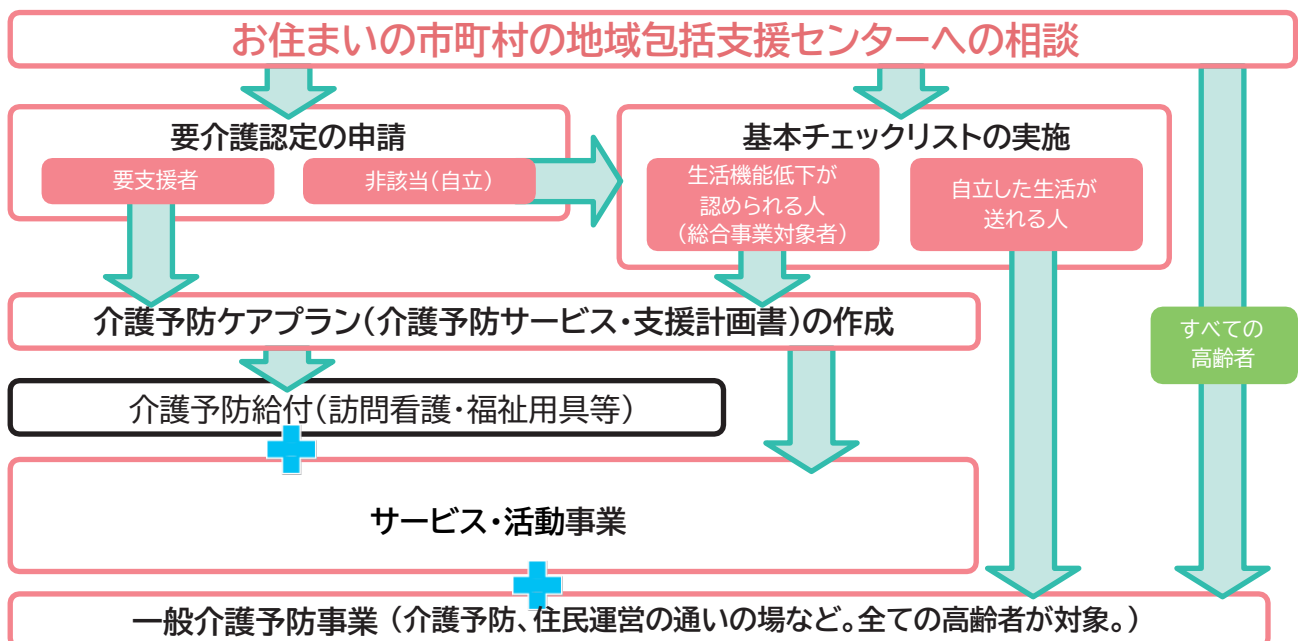 お住まいの市町村の地域包括支援センターへの相談
要介護認定の申請
要支援者
非該当(自立)
基本チェックリストの実施
生活機能低下が
認められる人
(総合事業対象者)
自立した生活が
送れる人
介護予防ケアプラン(介護予防サービス・支援計画書)の作成
すべての
高齢者
介護予防給付(訪問看護・福祉用具等)
サービス・活動事業
一般介護予防事業 (介護予防、住民運営の通いの場など。全ての高齢者が対象。)